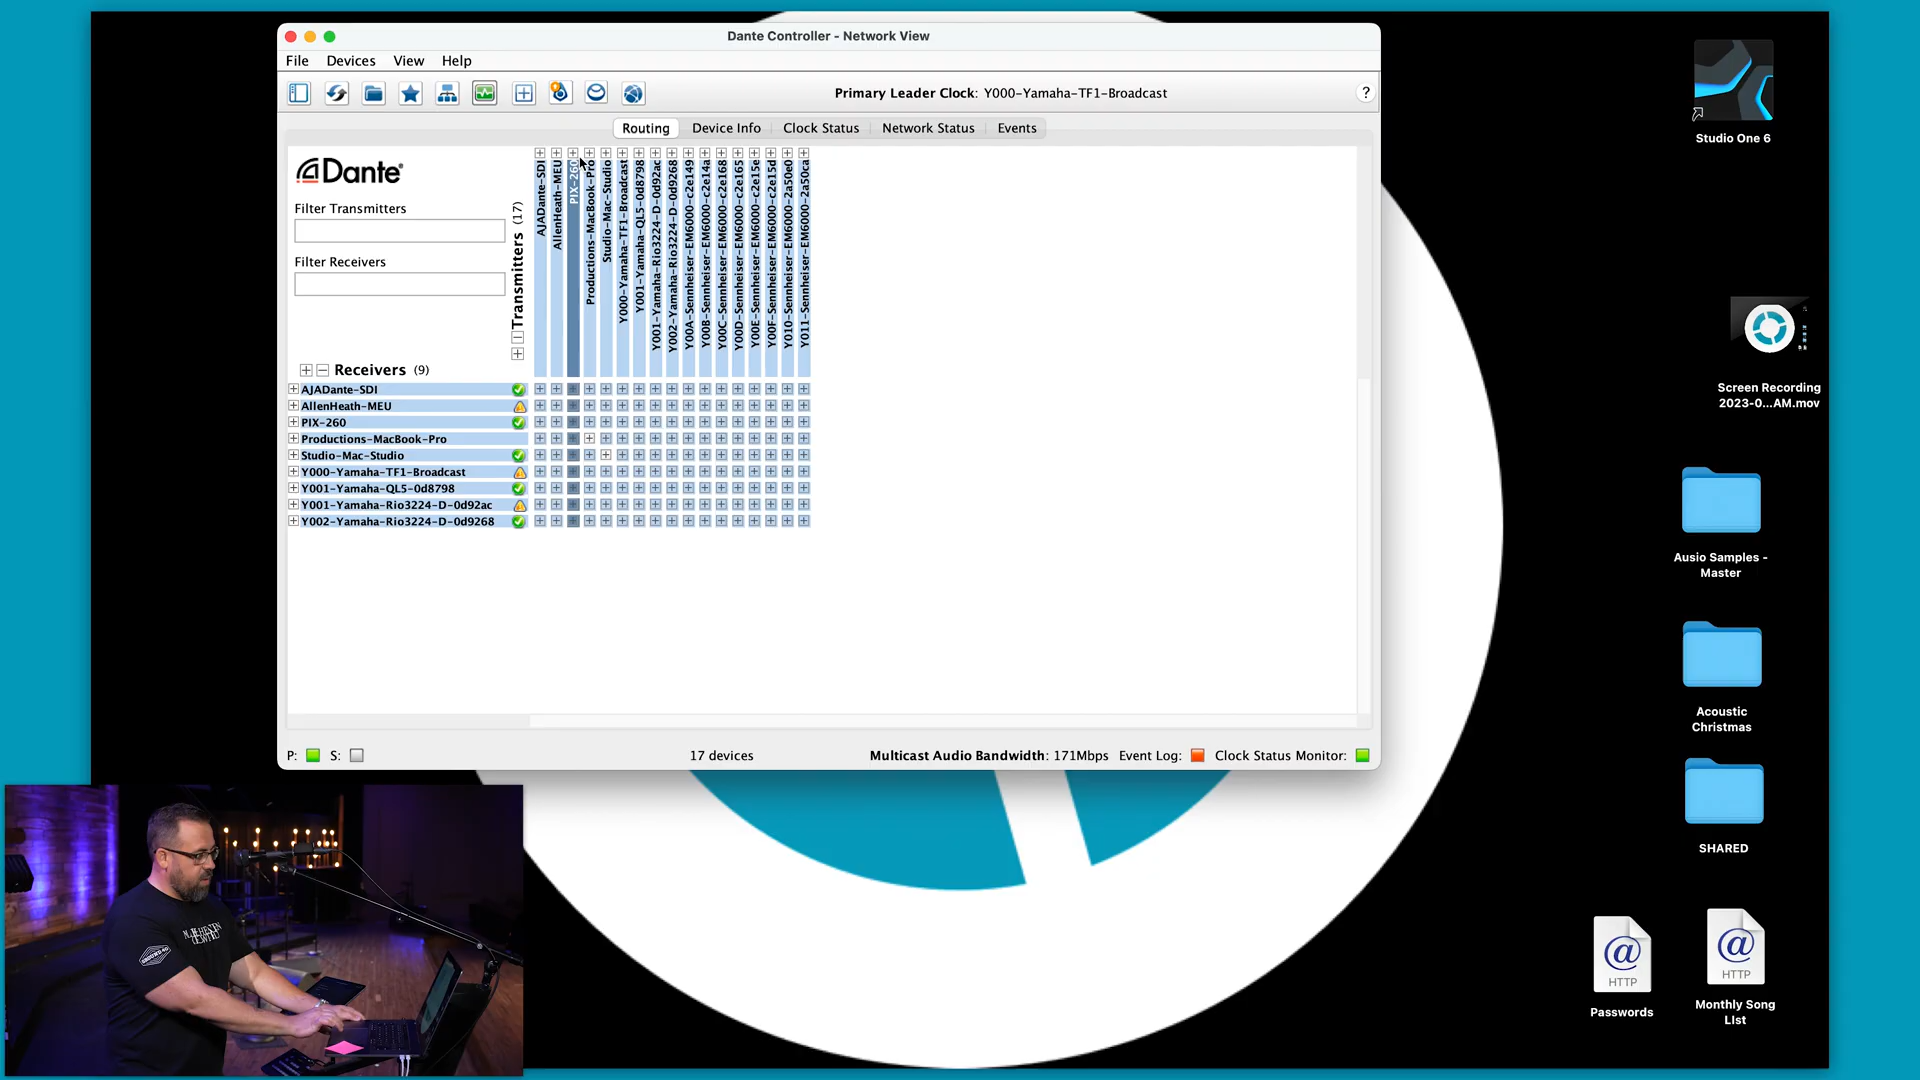 Dante Controller - Network View
File Devices View Help
Primary Leader Clock: Y000-Yamaha-TF1-Broadcast
?
Routing Device Info Clock Status Network Status Events
Dante
Filter Transmitters
Filter Receivers
Transmitters (17)
AJADante-SDI
AllenHeath-MEU
PIX-260
Productions-MacBook-Pro
Studio-Mac-Studio
Y000-Yamaha-TF1-Broadcast
Y001-Yamaha-QL5-0d8798
Y001-Yamaha-Rio3224-D-0d92ac
Y002-Yamaha-Rio3224-D-0d9268
Y00A-Sennheiser-EM6000-c2e149
Y00B-Sennheiser-EM6000-c2e14a
Y00C-Sennheiser-EM6000-c2e168
Y00D-Sennheiser-EM6000-c2e165
Y00E-Sennheiser-EM6000-c2e15e
Y00F-Sennheiser-EM6000-c2e15d
Y010-Sennheiser-EM6000-2a50e0
Y011-Sennheiser-EM6000-2a50ca
Receivers (9)
AJADante-SDI
AllenHeath-MEU
PIX-260
Productions-MacBook-Pro
Studio-Mac-Studio
Y000-Yamaha-TF1-Broadcast
Y001-Yamaha-QL5-0d8798
Y001-Yamaha-Rio3224-D-0d92ac
Y002-Yamaha-Rio3224-D-0d9268
P: S: 17 devices Multicast Audio Bandwidth: 171Mbps Event Log: Clock Status Monitor:
Studio One 6
Screen Recording
2023-0...AM.mov
Ausio Samples -
Master
Acoustic
Christmas
SHARED
HTTP
Passwords
HTTP
Monthly Song
LIst